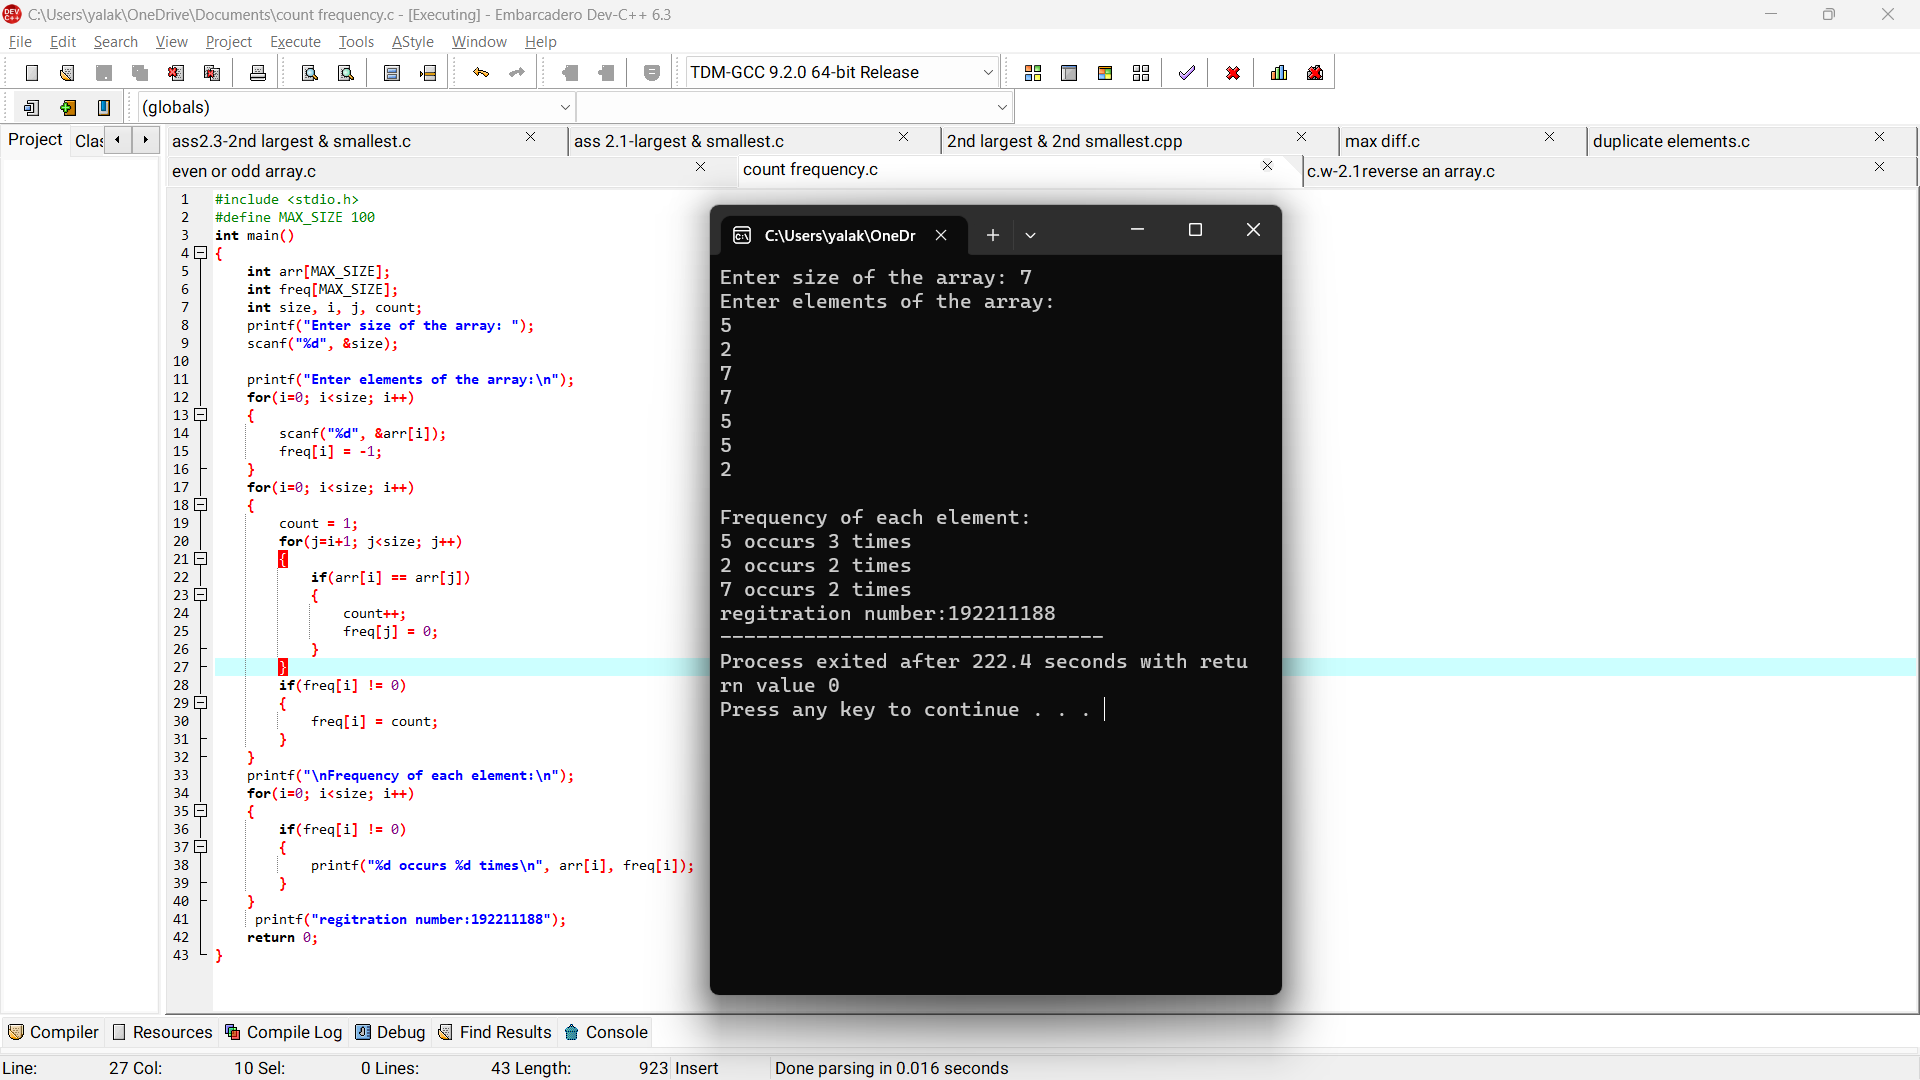 C:\Users\yalak\OneDrive\Documents\count frequency.c - [Executing] - Embarcadero Dev-C++ 6.3
File Edit Search View Project Execute Tools AStyle Window Help
TDM-GCC 9.2.0 64-bit Release
(globals)
Project Clas
ass2.3-2nd largest & smallest.c ass 2.1-largest & smallest.c 2nd largest & 2nd smallest.cpp max diff.c duplicate elements.c
even or odd array.c count frequency.c c.w-2.1reverse an array.c
1 #include <stdio.h>
2 #define MAX_SIZE 100
3 int main()
4 {
5 int arr[MAX_SIZE];
6 int freq[MAX_SIZE];
7 int size, i, j, count;
8 printf("Enter size of the array: ");
9 scanf("%d", &size);
10
11 printf("Enter elements of the array:\n");
12 for(i=0; i<size; i++)
13 {
14 scanf("%d", &arr[i]);
15 freq[i] = -1;
16 }
17 for(i=0; i<size; i++)
18 {
19 count = 1;
20 for(j=i+1; j<size; j++)
21 {
22 if(arr[i] == arr[j])
23 {
24 count++;
25 freq[j] = 0;
26 }
27 }
28 if(freq[i] != 0)
29 {
30 freq[i] = count;
31 }
32 }
33 printf("\nFrequency of each element:\n");
34 for(i=0; i<size; i++)
35 {
36 if(freq[i] != 0)
37 {
38 printf("%d occurs %d times\n", arr[i], freq[i]);
39 }
40 }
41 printf("regitration number:192211188");
42 return 0;
43 }
C:\Users\yalak\OneDr
Enter size of the array: 7
Enter elements of the array:
5
2
7
7
5
5
2
Frequency of each element:
5 occurs 3 times
2 occurs 2 times
7 occurs 2 times
regitration number:192211188
--------------------------------
Process exited after 222.4 seconds with retu
rn value 0
Press any key to continue . . .
Compiler Resources Compile Log Debug Find Results Console
Line: 27 Col: 10 Sel: 0 Lines: 43 Length: 923 Insert Done parsing in 0.016 seconds